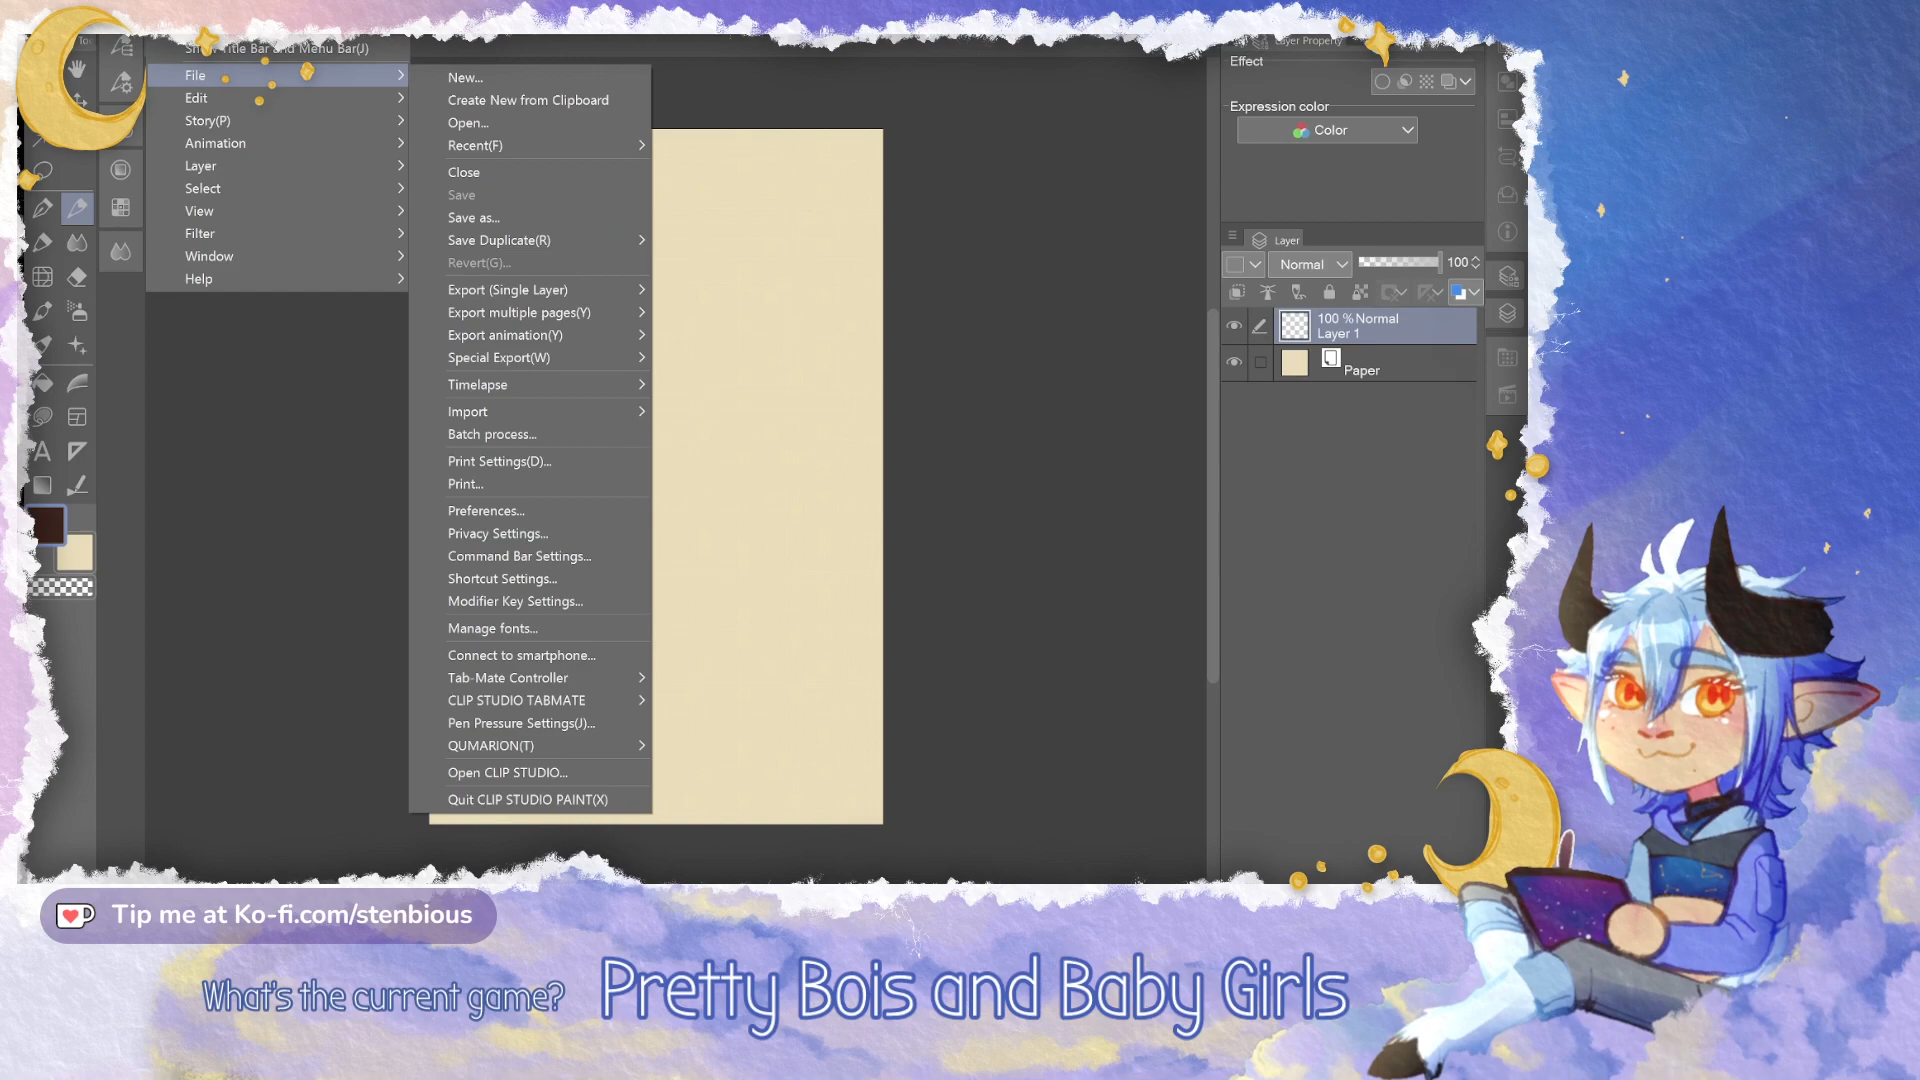 Show Title Bar and Menu Bar(J)
File
Edit
Story(P)
Animation
Layer
Select
View
Filter
Window
Help
New...
Create New from Clipboard
Open...
Recent(F)
Close
Save
Save as...
Save Duplicate(R)
Revert(G)...
Export (Single Layer)
Export multiple pages(Y)
Export animation(Y)
Special Export(W)
Timelapse
Import
Batch process...
Print Settings(D)...
Print...
Preferences...
Privacy Settings...
Command Bar Settings...
Shortcut Settings...
Modifier Key Settings...
Manage fonts...
Connect to smartphone...
Tab-Mate Controller
CLIP STUDIO TABMATE
Pen Pressure Settings(J)...
QUMARION(T)
Open CLIP STUDIO...
Quit CLIP STUDIO PAINT(X)
Layer Property
Effect
Expression color
Color
Layer
Normal 100
100 % Normal
Layer 1
Paper
Tip me at Ko-fi.com/stenbious
What's the current game? Pretty Bois and Baby Girls